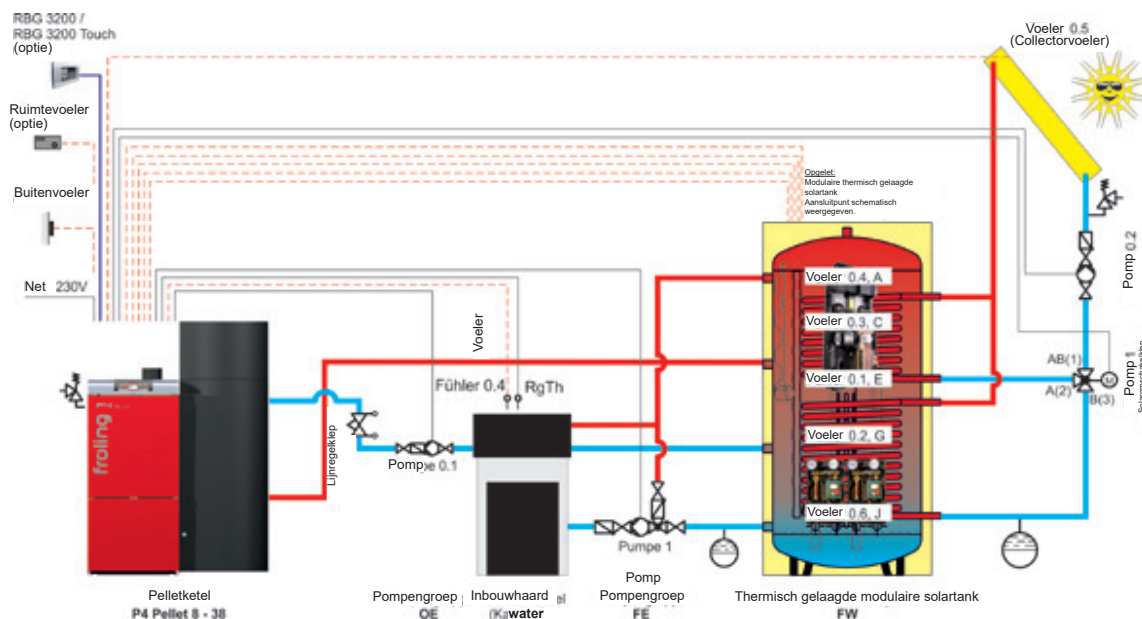 RBG 3200 /
RBG 3200 Touch
(optie)
Ruimtevoeler
(optie)
Buitenvoeler
Net 230V
Voeler 0.5
(Collectorvoeler)
Opgelet:
Modulaire thermisch gelaagde
solartank
Aansluitpunt schematisch
weergegeven.
Pomp 0.2
Voeler 0.4, A
Voeler 0.3, C
Voeler 0.1, E
Voeler 0.2, G
Voeler 0.6, J
AB(1)
A(2)
B(3)
M
Pomp 1
Voeler
Fühler 0.4
RgTh
froling
P4
Lijnregelklep
Pomp e 0.1
Pumpe 1
Pelletketel
P4 Pellet 8 - 38
Pompengroep
OE
Inbouwhaard
water
Pomp
Pompengroep
FE
Thermisch gelaagde modulaire solartank
FW